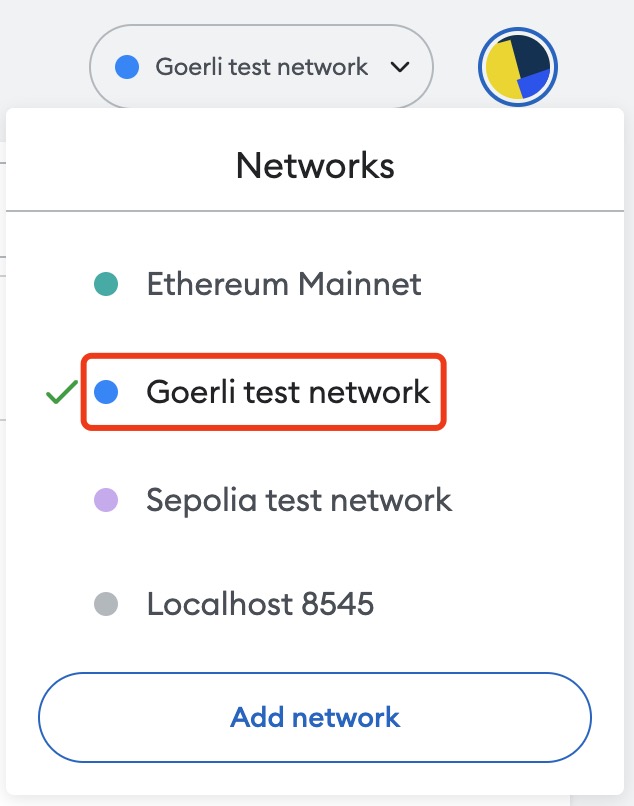 Goerli test network
Networks
Ethereum Mainnet
Goerli test network
Sepolia test network
Localhost 8545
Add network